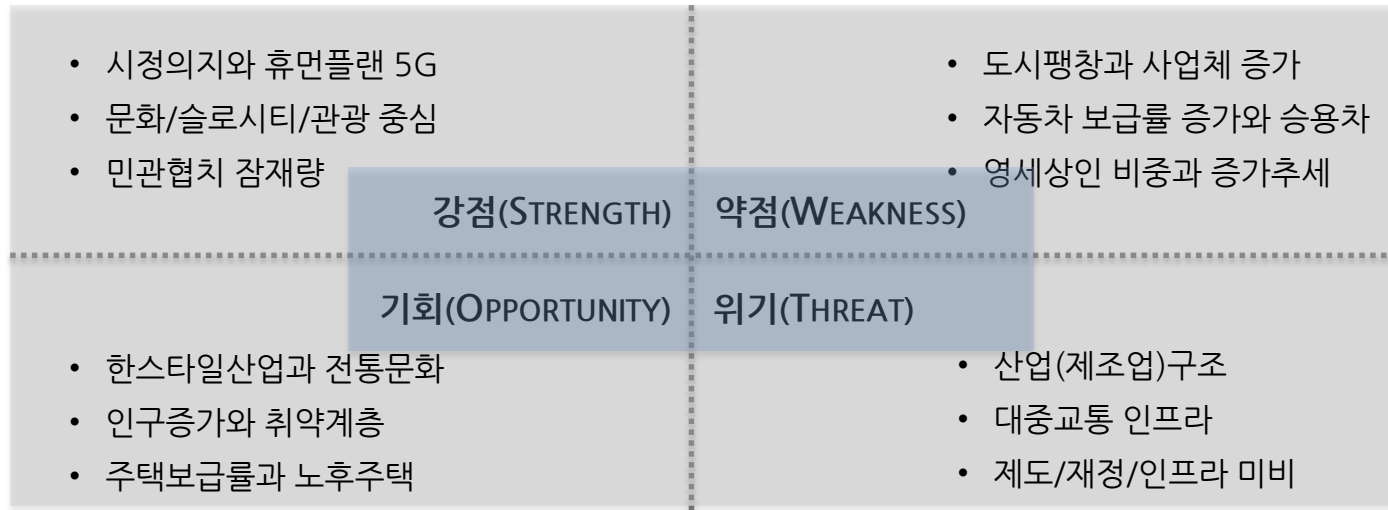 • 시정의지와 휴먼플랜 5G
• 문화/슬로시티/관광 중심
• 민관협치 잠재량
강점(STRENGTH)
• 도시팽창과 사업체 증가
• 자동차 보급률 증가와 승용차
• 영세상인 비중과 증가추세
약점(WEAKNESS)
기회(OPPORTUNITY)
• 한스타일산업과 전통문화
• 인구증가와 취약계층
• 주택보급률과 노후주택
위기(THREAT)
• 산업(제조업)구조
• 대중교통 인프라
• 제도/재정/인프라 미비